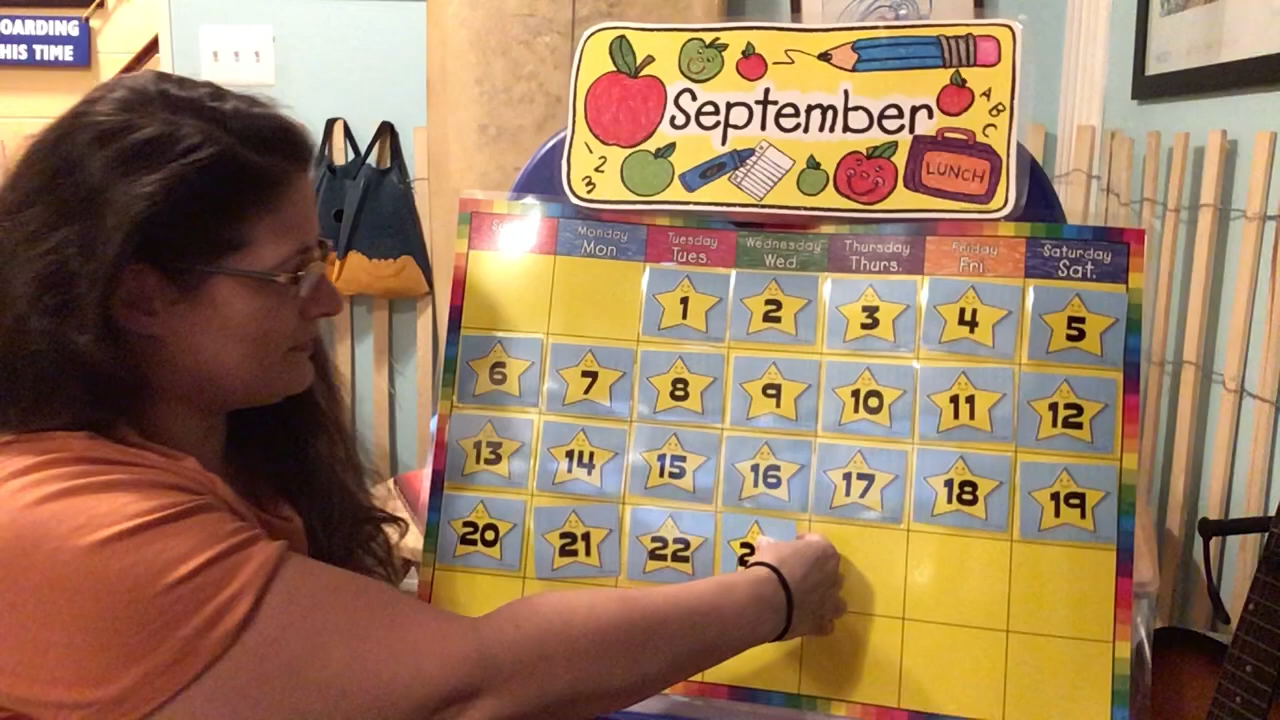 OARDING
HIS TIME
September
1 2 3
A B C
LUNCH
Monday Tuesday Wednesday Thursday Friday Saturday
Mon. Tues. Wed. Thurs. Fri. Sat.
1 2 3 4 5
6 7 8 9 10 11 12
13 14 15 16 17 18 19
20 21 22 2